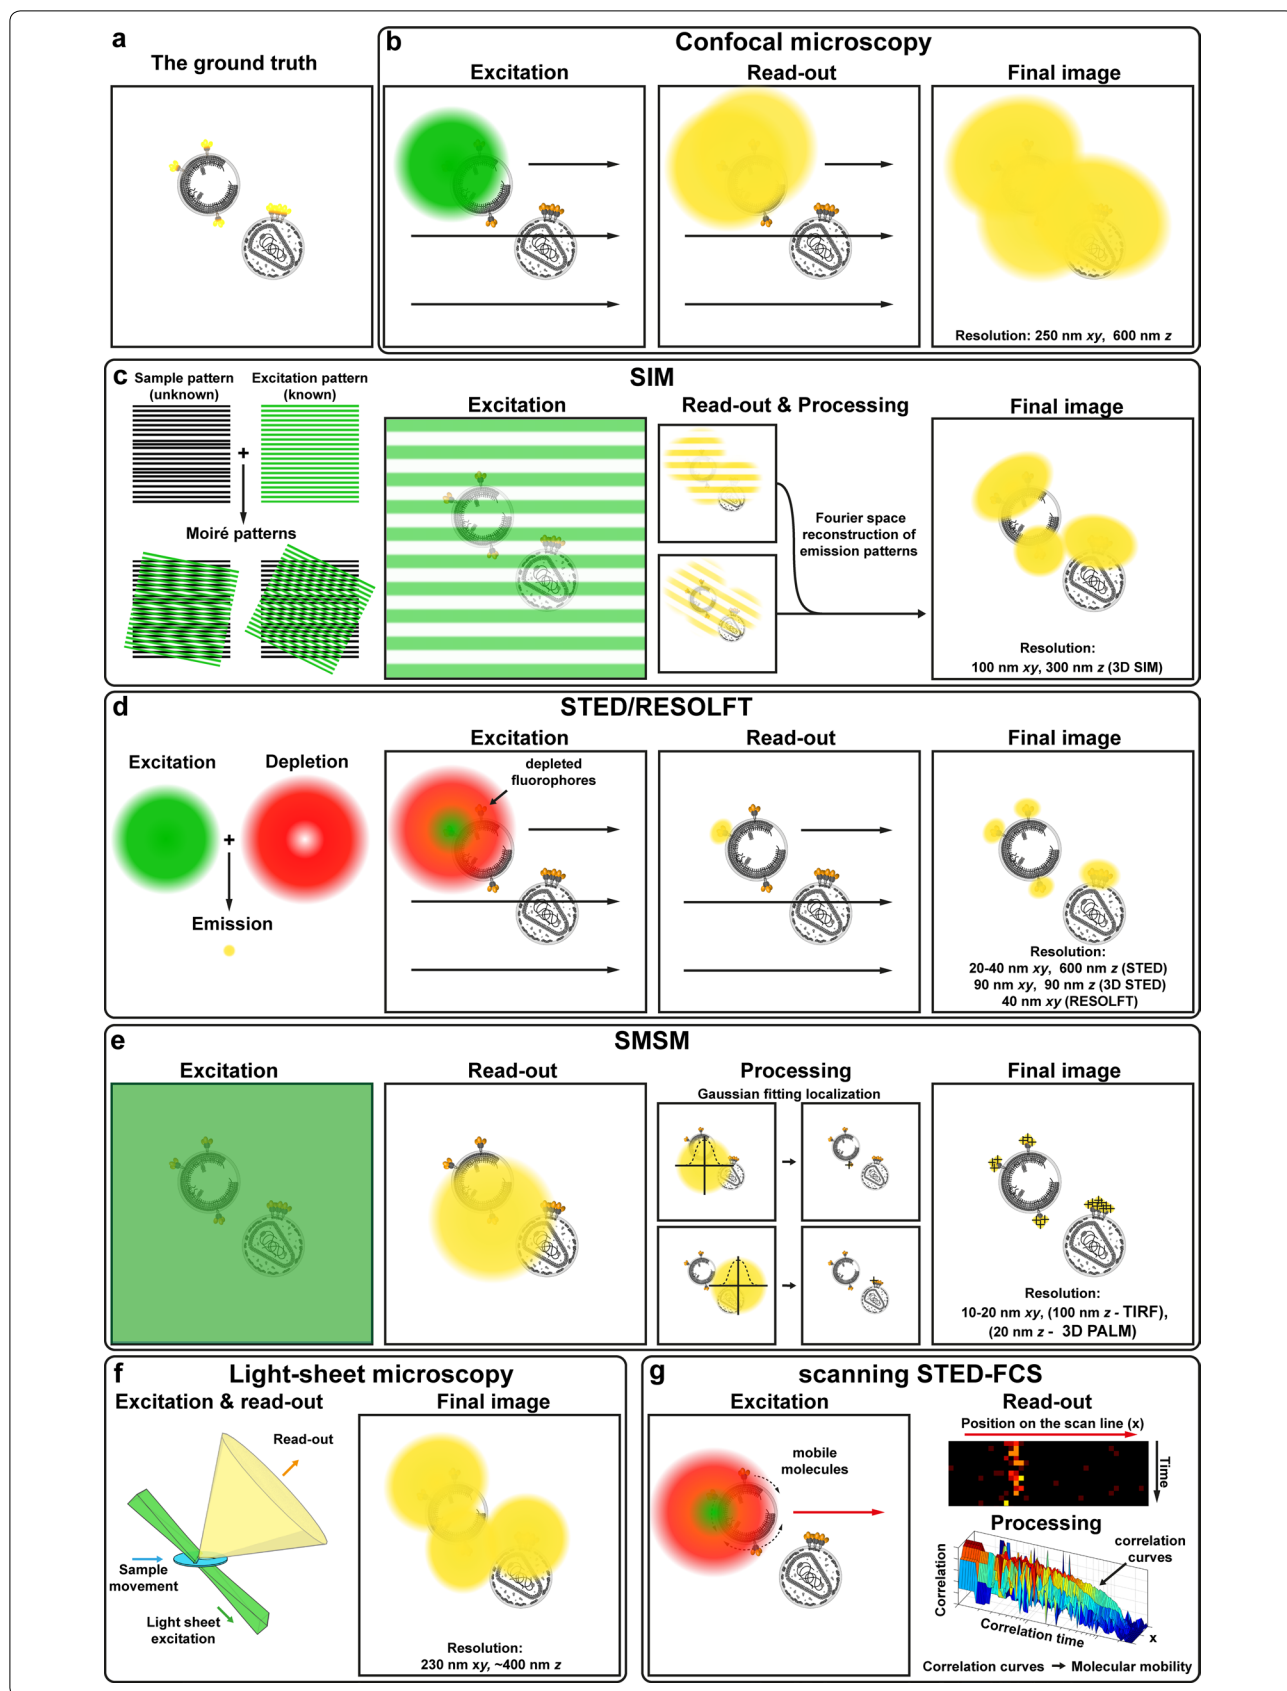 a
The ground truth
b
Confocal microscopy
Excitation
Read-out
Final image
Resolution: 250 nm xy, 600 nm z
c
SIM
Sample pattern
(unknown)
Excitation pattern
(known)
+
Moiré patterns
Excitation
Read-out & Processing
Fourier space
reconstruction of
emission patterns
Final image
Resolution:
100 nm xy, 300 nm z (3D SIM)
d
STED/RESOLFT
Excitation
Depletion
+
Emission
Excitation
depleted
fluorophores
Read-out
Final image
Resolution:
20-40 nm xy, 600 nm z (STED)
90 nm xy, 90 nm z (3D STED)
40 nm xy (RESOLFT)
e
SMSM
Excitation
Read-out
Processing
Gaussian fitting localization
Final image
Resolution:
10-20 nm xy, (100 nm z - TIRF),
(20 nm z - 3D PALM)
f
Light-sheet microscopy
Excitation & read-out
Read-out
Sample
movement
Light sheet
excitation
Final image
Resolution:
230 nm xy, ~400 nm z
g
scanning STED-FCS
Excitation
mobile
molecules
Read-out
Position on the scan line (x)
Time
Processing
correlation
curves
Correlation
Correlation time
x
Correlation curves → Molecular mobility